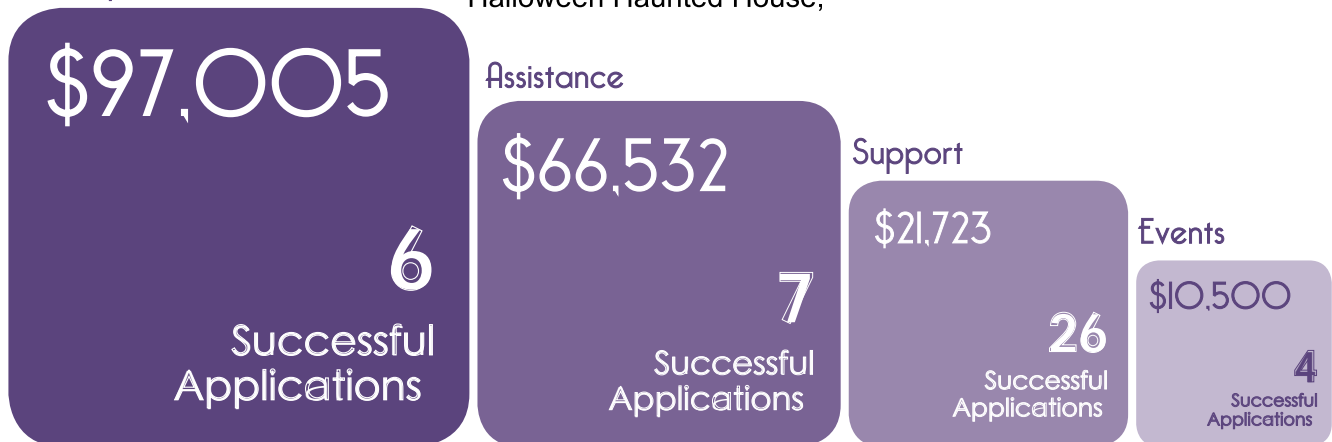 Halloween Haunted House,
$97,005
6
Successful
Applications
Assistance
$66,532
7
Successful
Applications
Support
$21,723
26
Successful
Applications
Events
$10,500
4
Successful
Applications